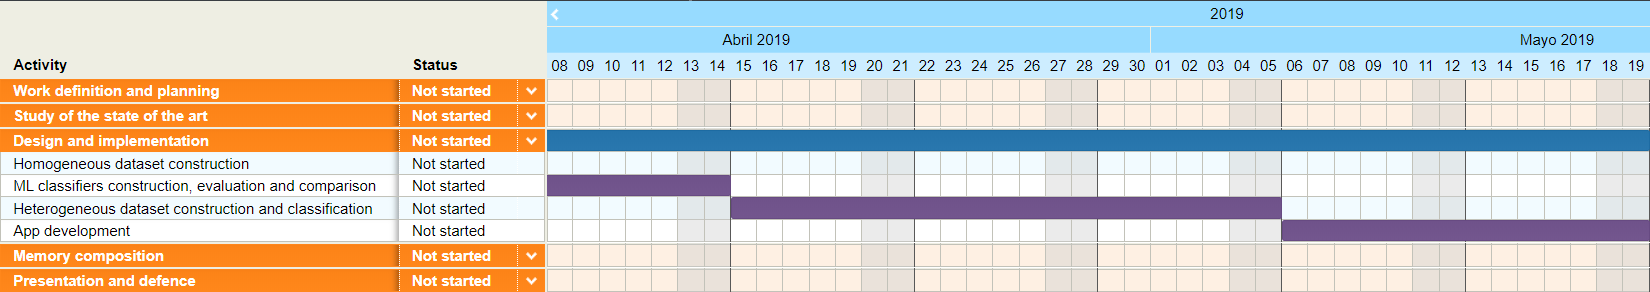 2019
Abril 2019 Mayo 2019
Activity Status 08 09 10 11 12 13 14 15 16 17 18 19 20 21 22 23 24 25 26 27 28 29 30 01 02 03 04 05 06 07 08 09 10 11 12 13 14 15 16 17 18 19
Work definition and planning Not started
Study of the state of the art Not started
Design and implementation Not started
Homogeneous dataset construction Not started
ML classifiers construction, evaluation and comparison Not started
Heterogeneous dataset construction and classification Not started
App development Not started
Memory composition Not started
Presentation and defence Not started